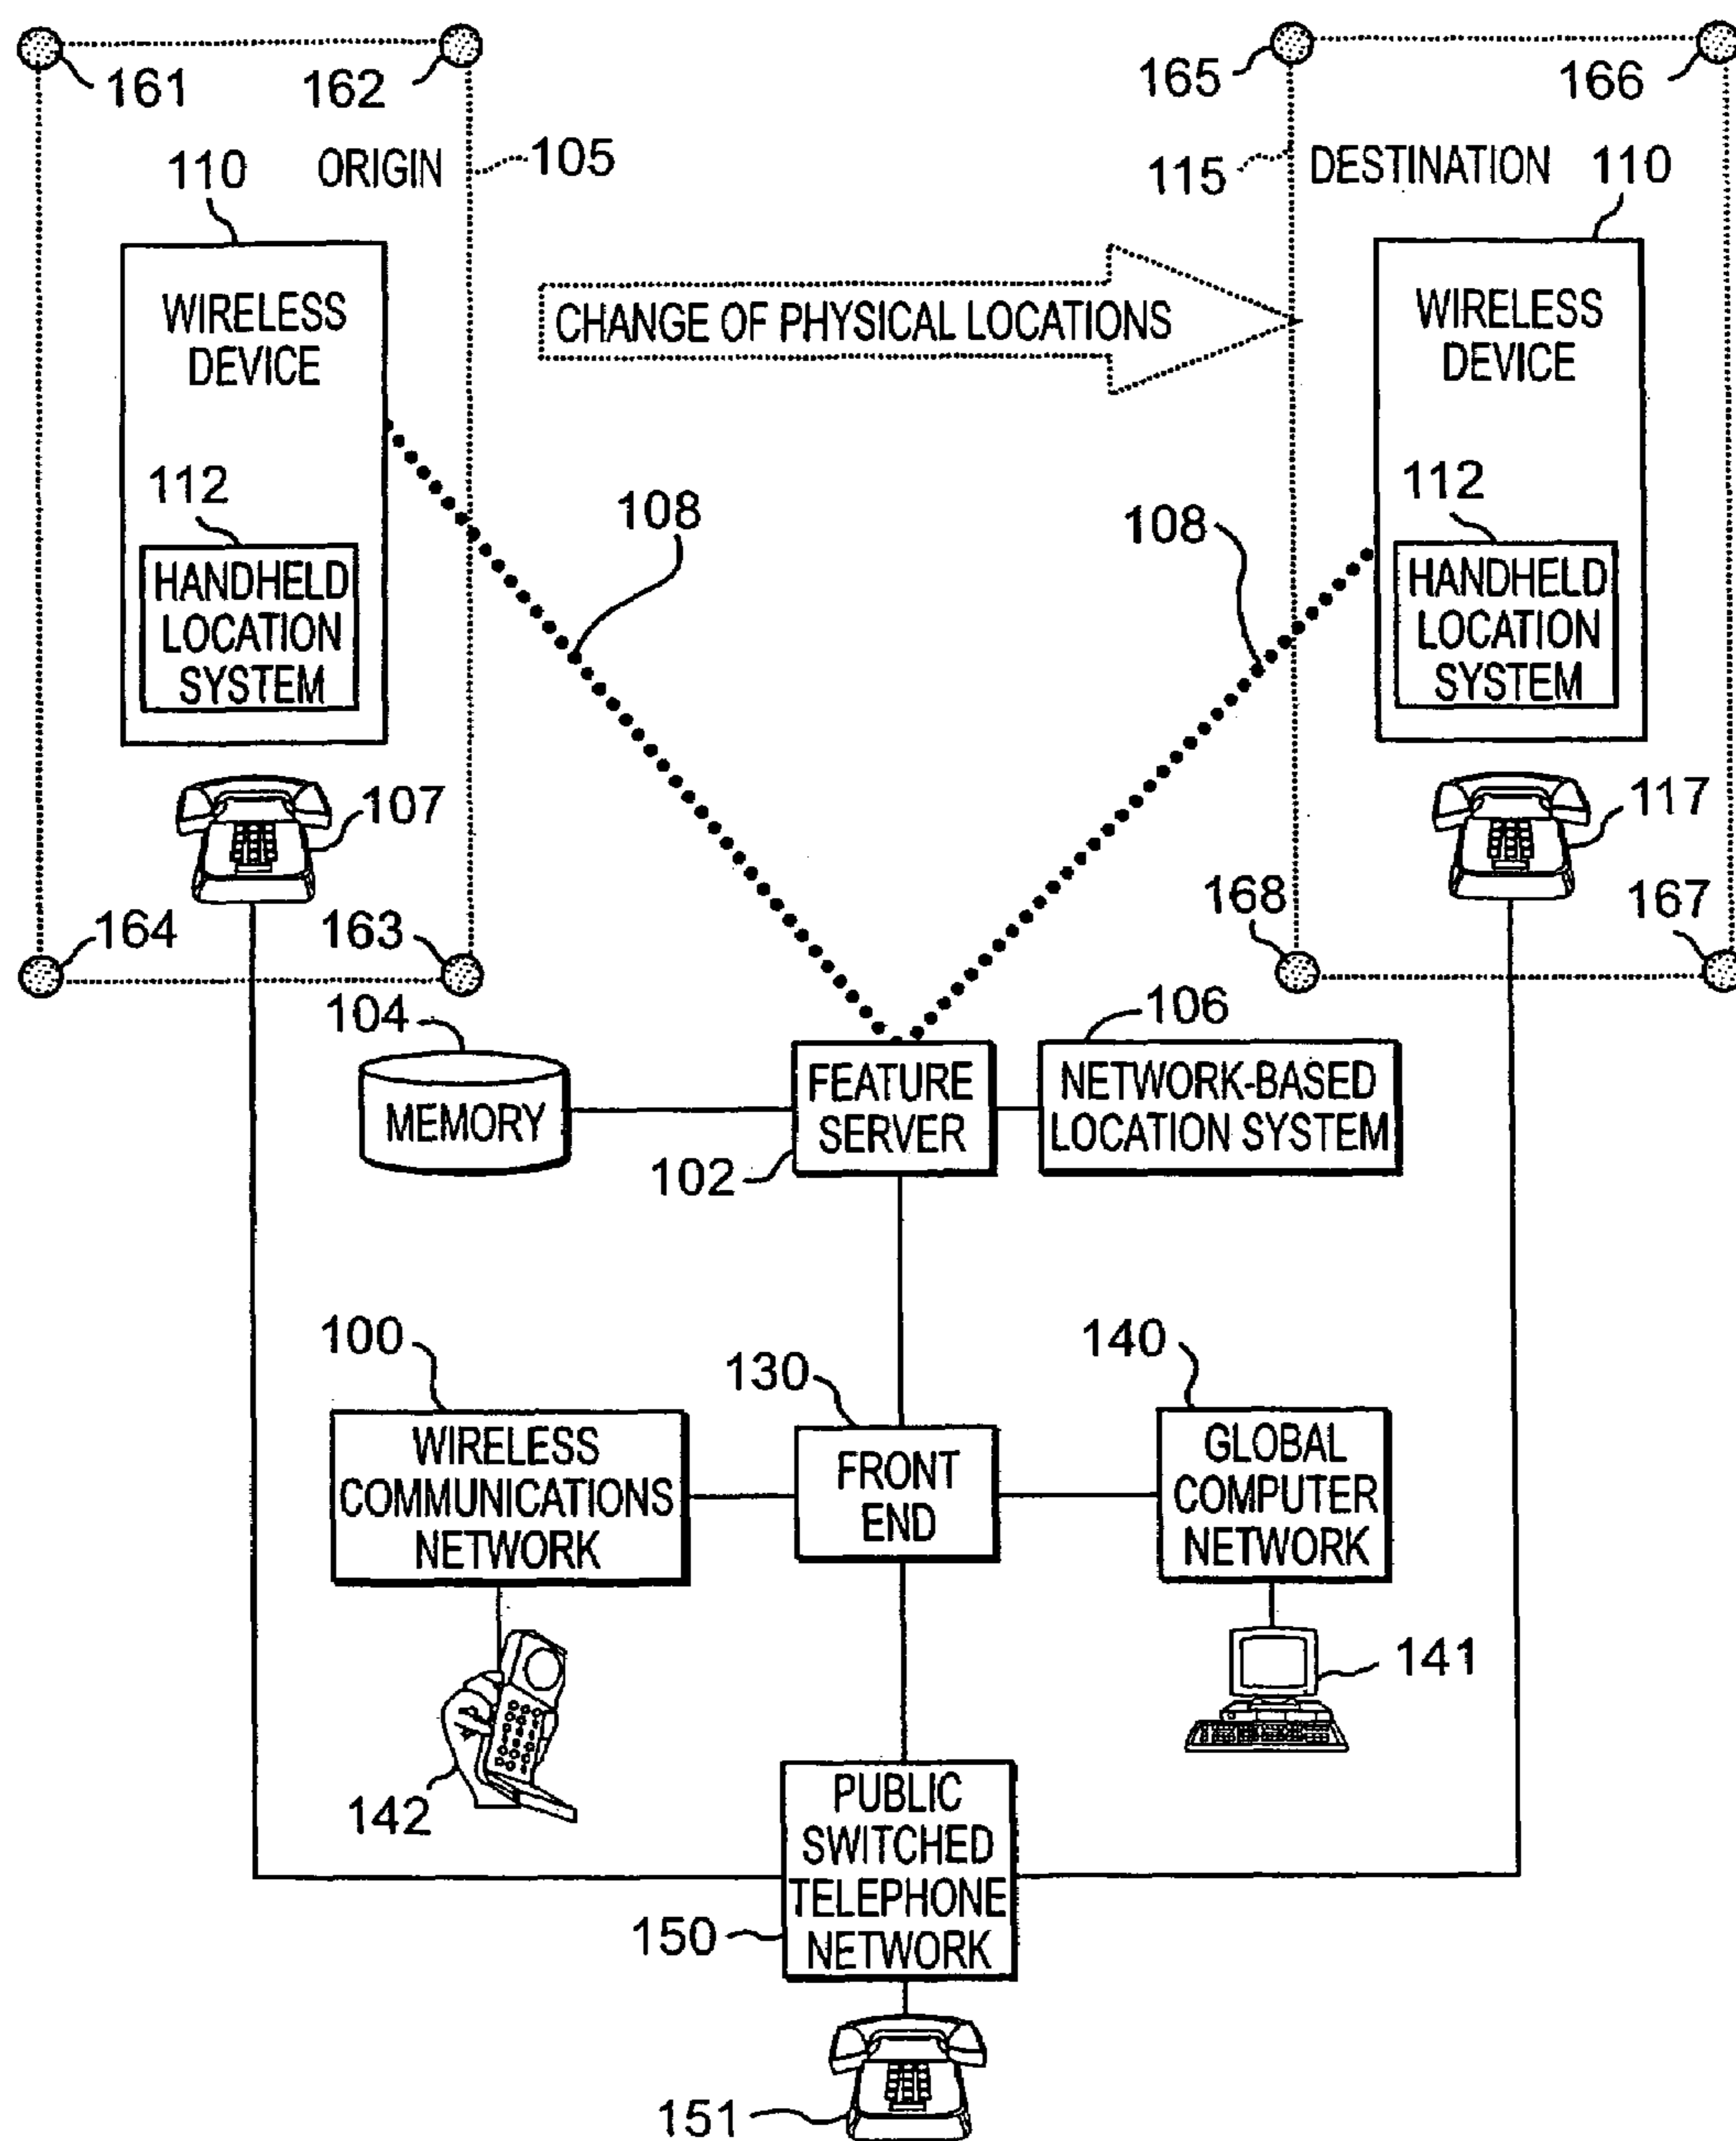 161
162
165
166
110
ORIGIN
105
115
DESTINATION
110
WIRELESS
DEVICE
CHANGE OF PHYSICAL LOCATIONS
WIRELESS
DEVICE
112
HANDHELD
LOCATION
SYSTEM
108
108
112
HANDHELD
LOCATION
SYSTEM
107
117
164
163
168
167
104
MEMORY
FEATURE
SERVER
102
106
NETWORK-BASED
LOCATION SYSTEM
100
WIRELESS
COMMUNICATIONS
NETWORK
130
FRONT
END
140
GLOBAL
COMPUTER
NETWORK
142
141
PUBLIC
SWITCHED
TELEPHONE
NETWORK
150
151